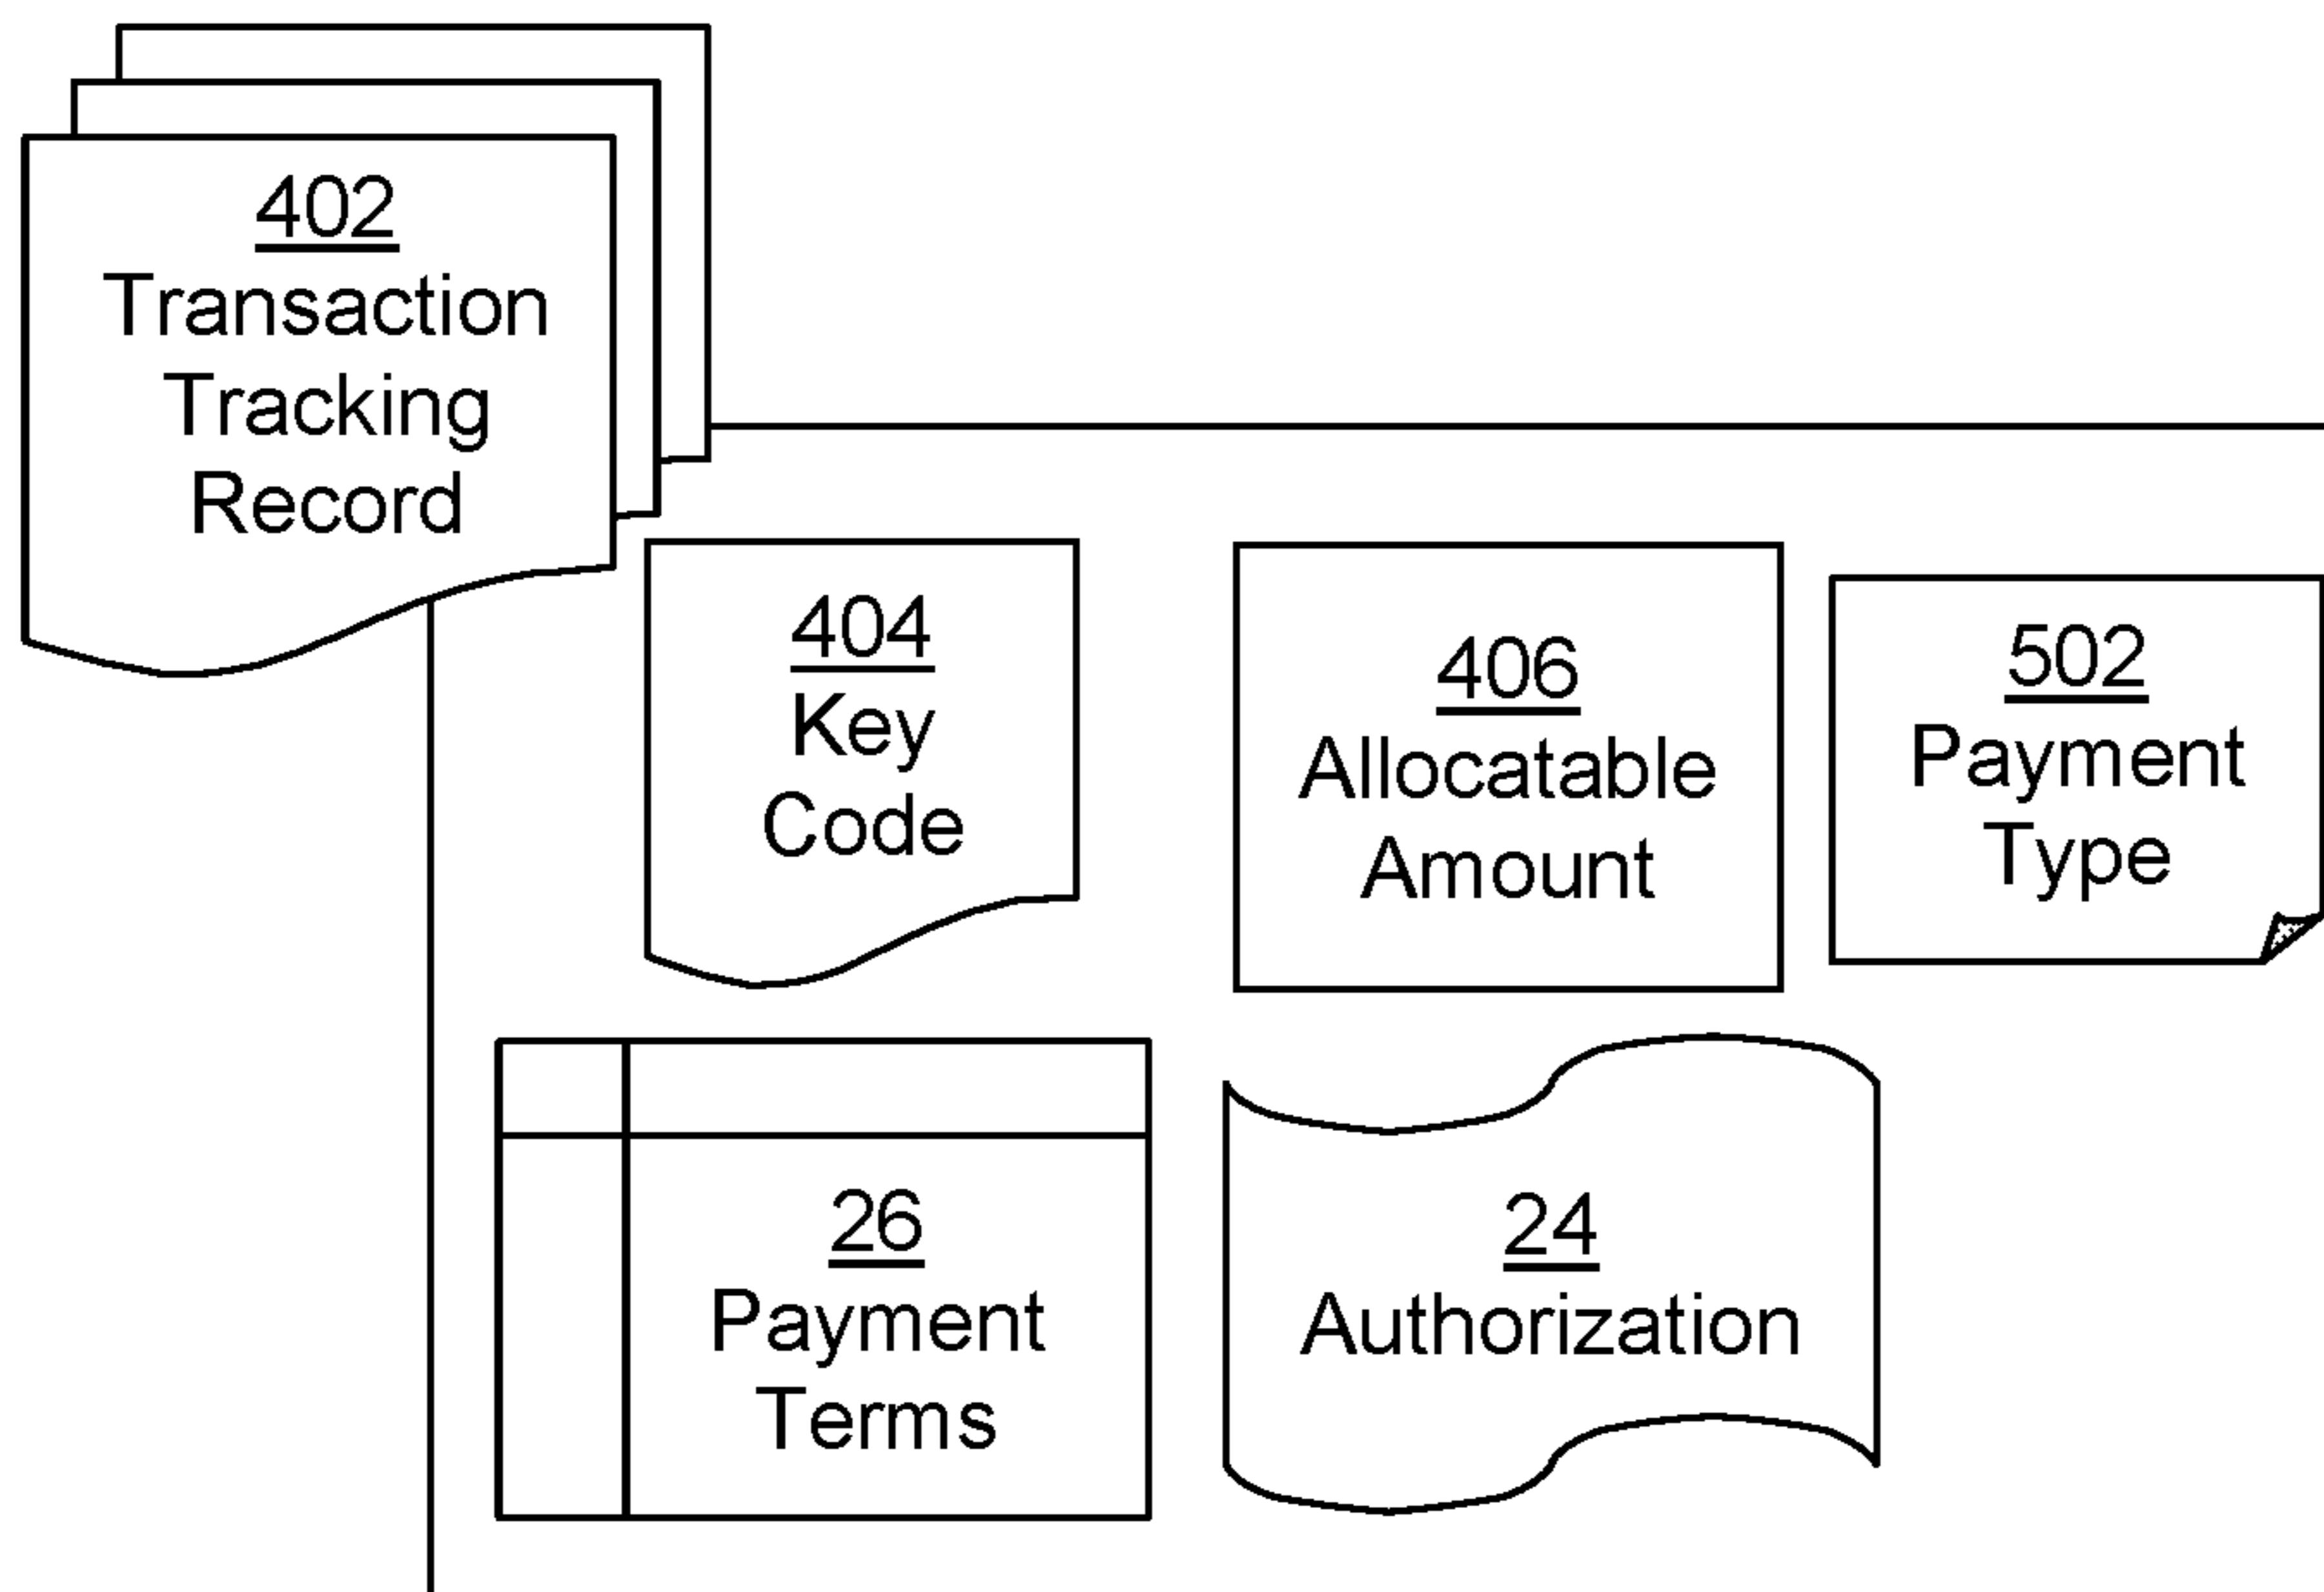 402
Transaction
Tracking
Record
404
Key
Code
406
Allocatable
Amount
502
Payment
Type
26
Payment
Terms
24
Authorization